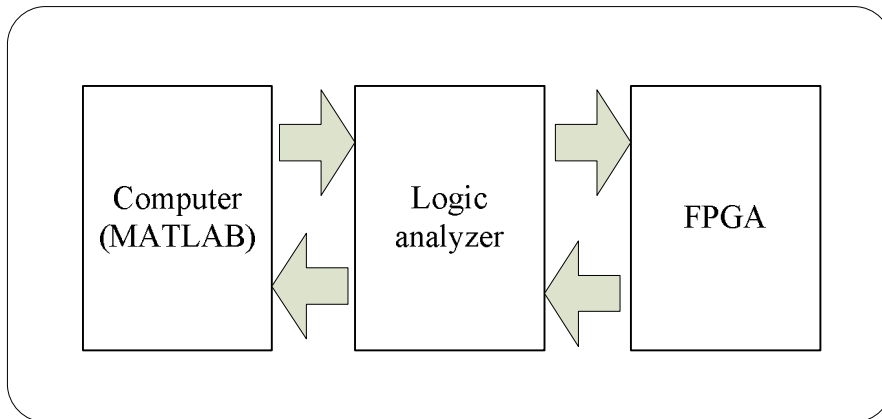 Computer
(MATLAB)
Logic
analyzer
FPGA